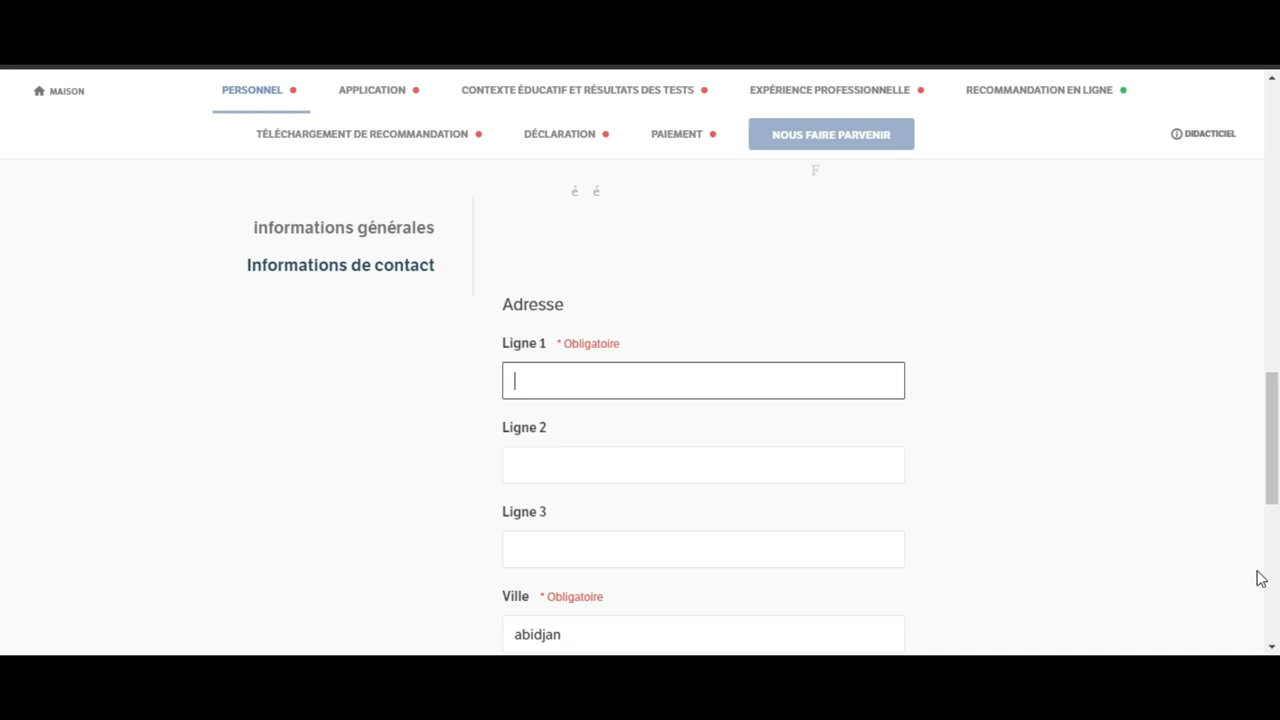 MAISON
PERSONNEL
APPLICATION
CONTEXTE ÉDUCATIF ET RÉSULTATS DES TESTS
EXPÉRIENCE PROFESSIONNELLE
RECOMMANDATION EN LIGNE
TÉLÉCHARGEMENT DE RECOMMANDATION
DÉCLARATION
PAIEMENT
NOUS FAIRE PARVENIR
DIDACTICIEL
F
é é
informations générales
Informations de contact
Adresse
Ligne 1 * Obligatoire
Ligne 2
Ligne 3
Ville * Obligatoire
abidjan